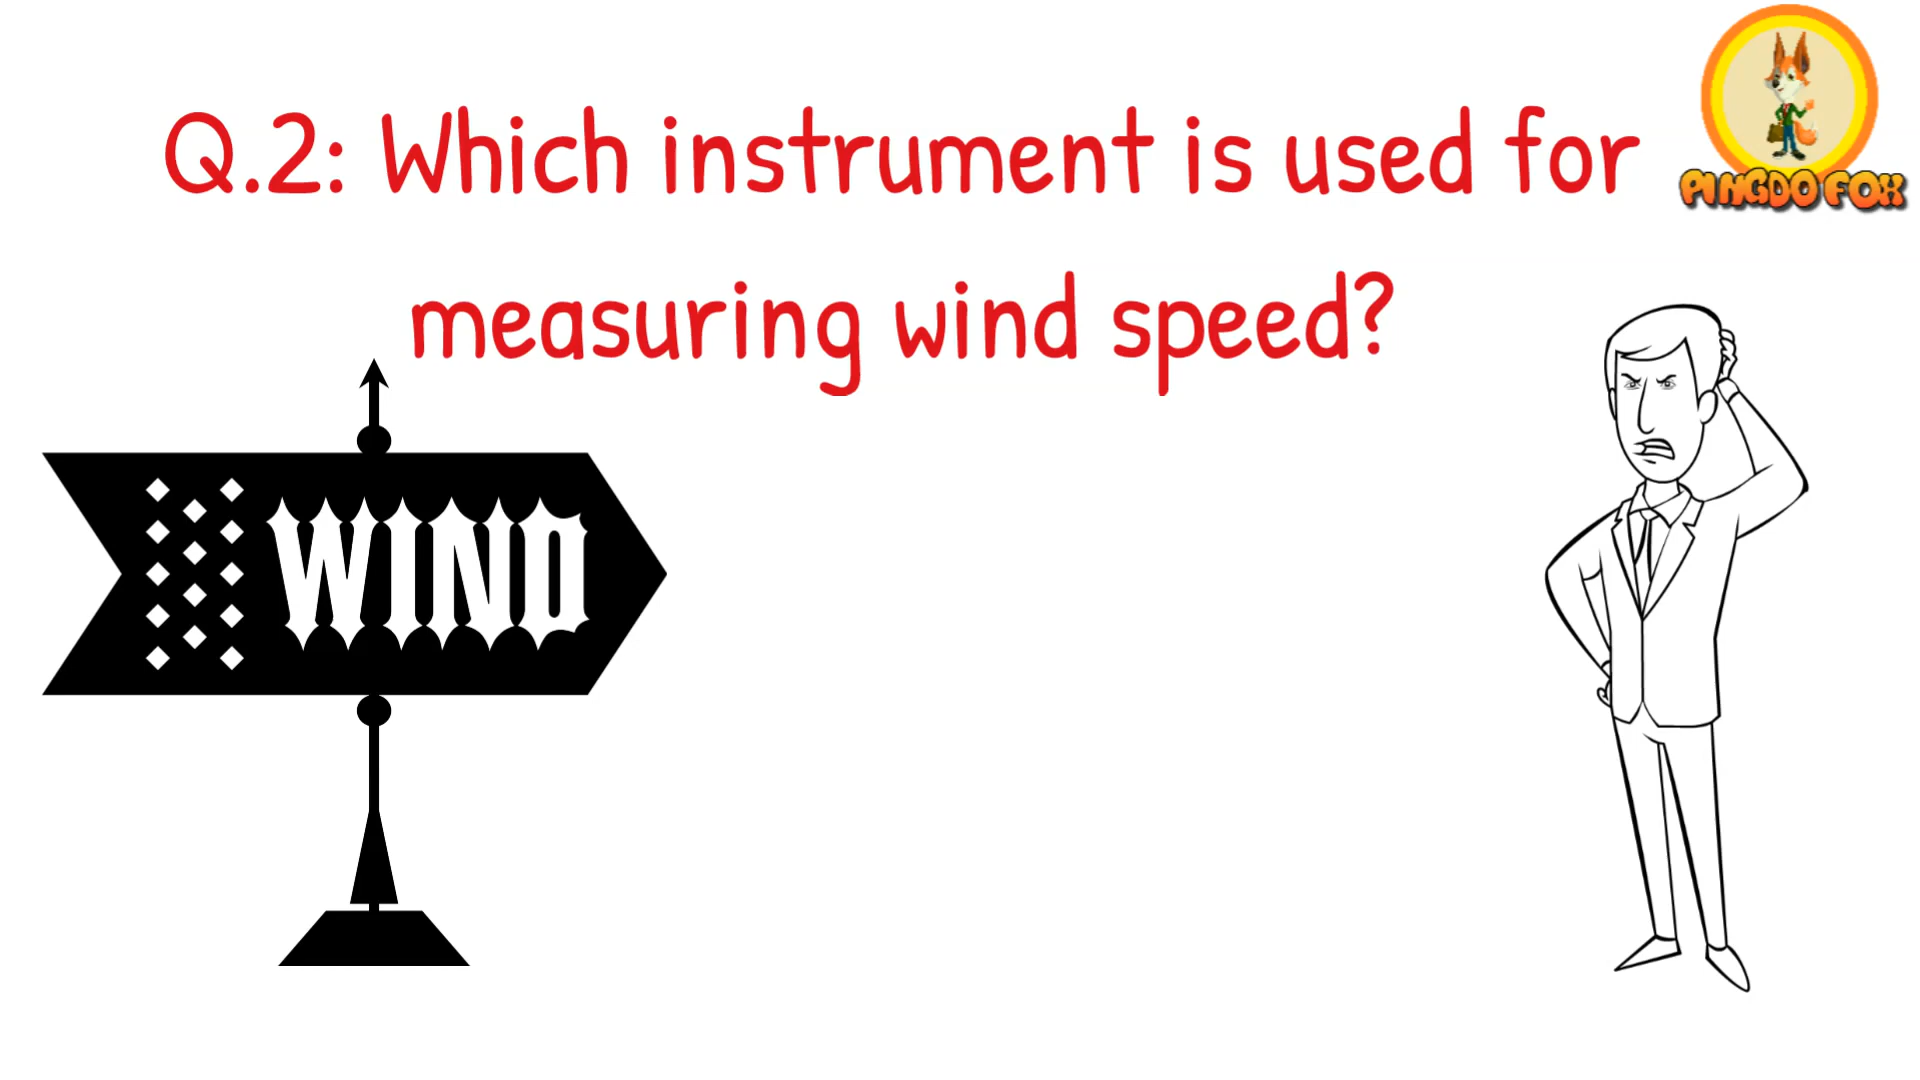 Q.2: Which instrument is used for
measuring wind speed?
PINGDO FOX
WIND